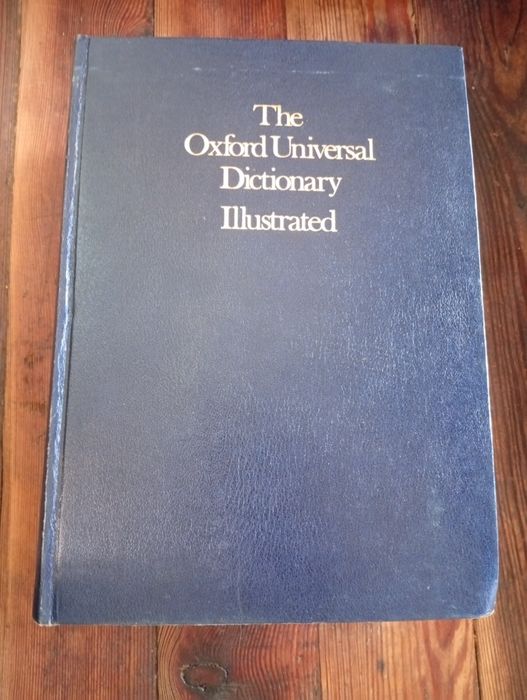 The
Oxford Universal
Dictionary
Illustrated